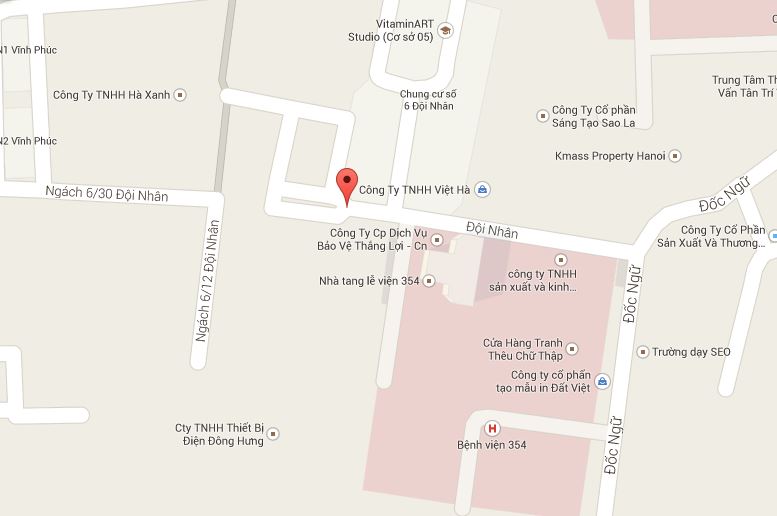 VitaminART
Studio (Cơ sở 05)
N1 Vĩnh Phúc
Công Ty TNHH Hà Xanh
Chung cư số
6 Đội Nhân
Trung Tâm Th
Vấn Tân Trí
Công Ty Cổ phần
Sáng Tạo Sao La
N2 Vĩnh Phúc
Kmass Property Hanoi
Ngách 6/30 Đội Nhân
Công Ty TNHH Việt Hà
Dốc Ngữ
Ngách 6/12 Đội Nhân
Đội Nhân
Công Ty Cp Dịch Vụ
Bảo Vệ Thắng Lợi - Cn
Công Ty Cổ Phần
Sản Xuất Và Thương...
Nhà tang lễ viện 354
công ty TNHH
sản xuất và kinh...
Đốc Ngữ
Cửa Hàng Tranh
Thêu Chữ Thập
Trường dạy SEO
Công ty cổ phấn
tạo mẫu in Đất Việt
Cty TNHH Thiết Bị
Điện Đông Hưng
H
Bệnh viện 354
Đốc Ngữ